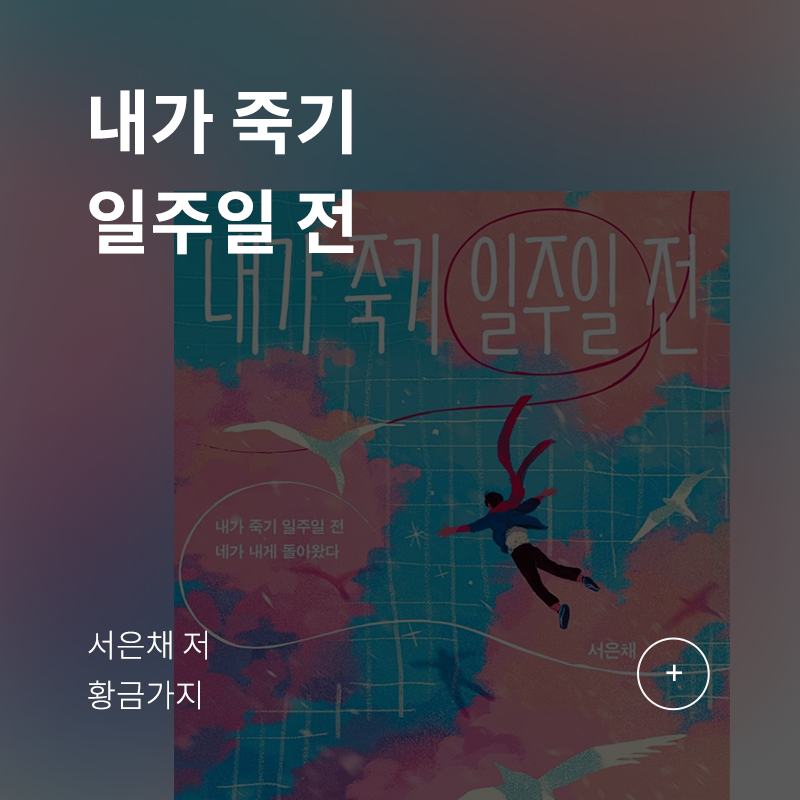 내가 죽기
일주일 전
내가 죽기 일주일 전
내가 죽기 일주일 전
네가 내게 돌아왔다
서은채
서은채 저
황금가지
+